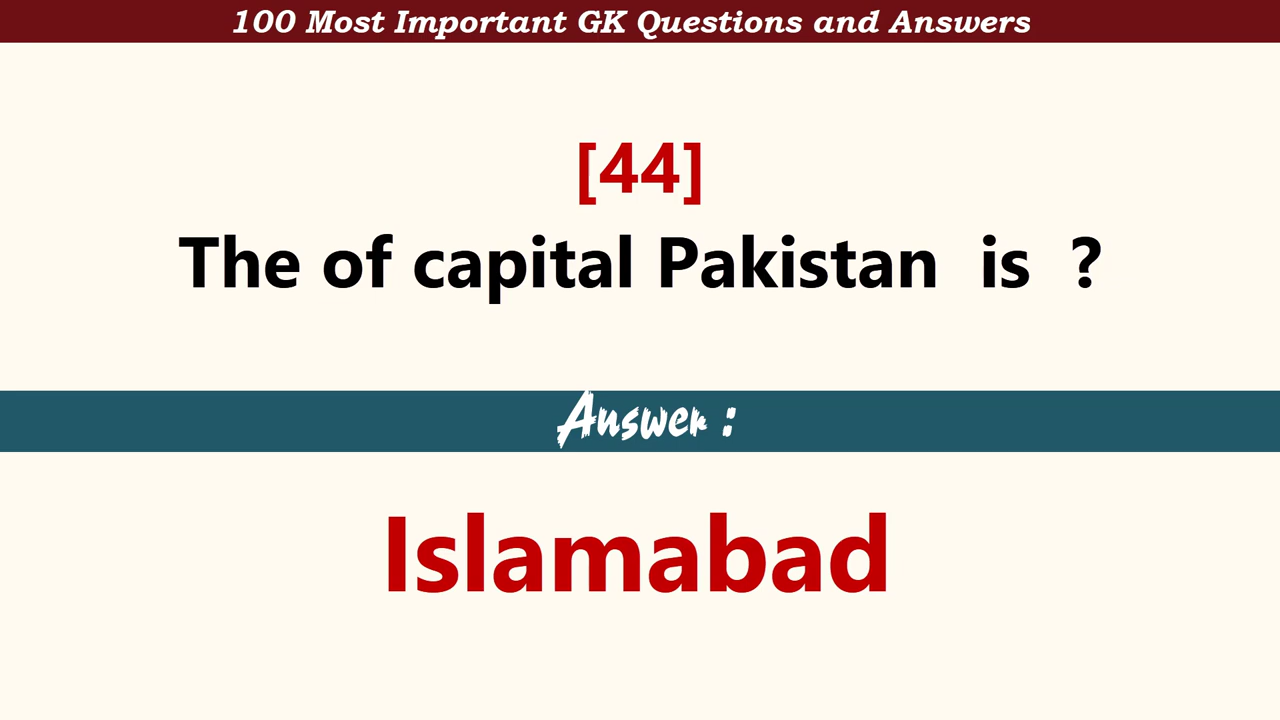 100 Most Important GK Questions and Answers
[44]
The of capital Pakistan  is  ?
Answer :
Islamabad